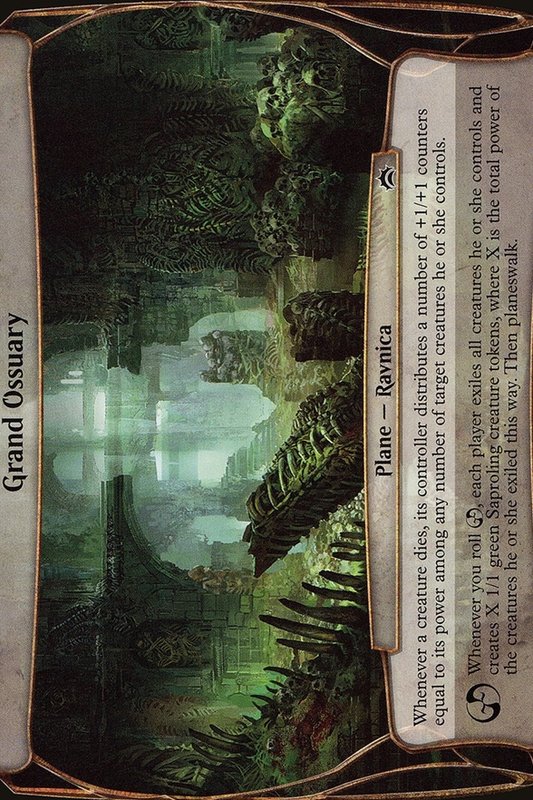 Grand Ossuary
Plane — Ravnica
Whenever a creature dies, its controller distributes a number of +1/+1 counters
equal to its power among any number of target creatures he or she controls.
Whenever you roll , each player exiles all creatures he or she controls and
creates X 1/1 green Saproling creature tokens, where X is the total power of
the creatures he or she exiled this way. Then planeswalk.